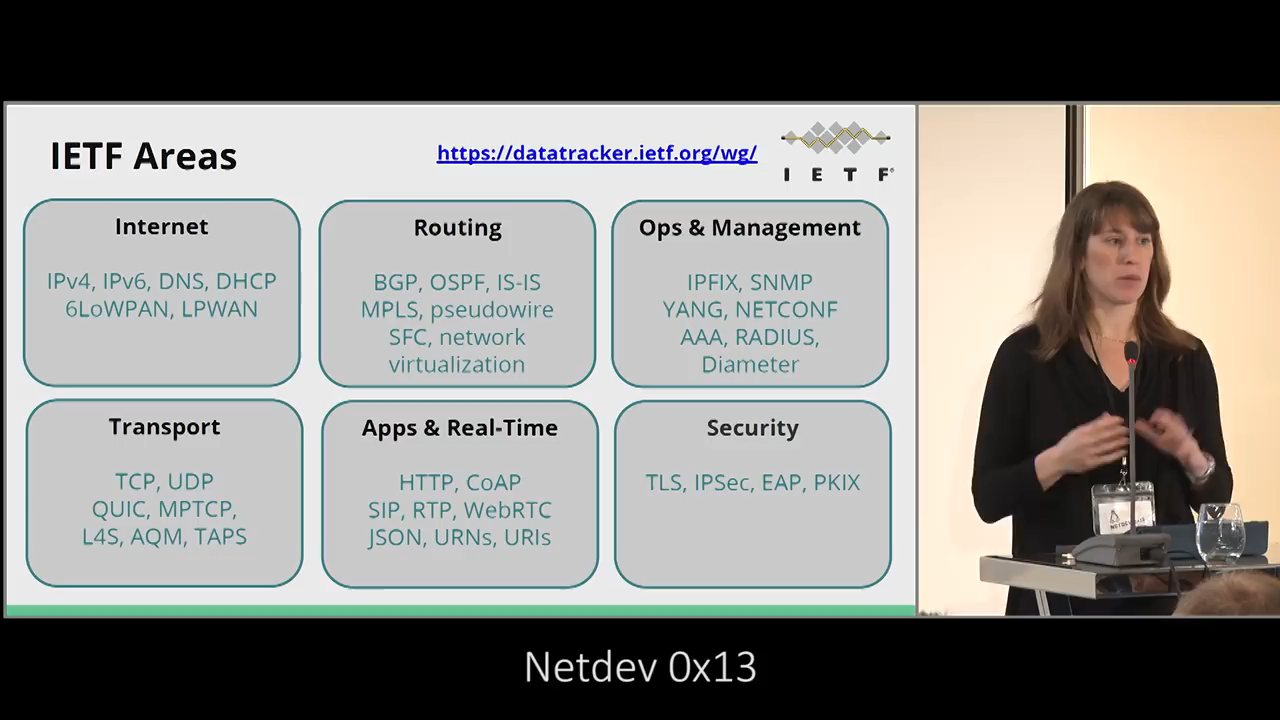 IETF Areas
https://datatracker.ietf.org/wg/
I E T F®
Internet
IPv4, IPv6, DNS, DHCP
6LoWPAN, LPWAN
Routing
BGP, OSPF, IS-IS
MPLS, pseudowire
SFC, network
virtualization
Ops & Management
IPFIX, SNMP
YANG, NETCONF
AAA, RADIUS,
Diameter
Transport
TCP, UDP
QUIC, MPTCP,
L4S, AQM, TAPS
Apps & Real-Time
HTTP, CoAP
SIP, RTP, WebRTC
JSON, URNs, URIs
Security
TLS, IPSec, EAP, PKIX
Netdev 0x13